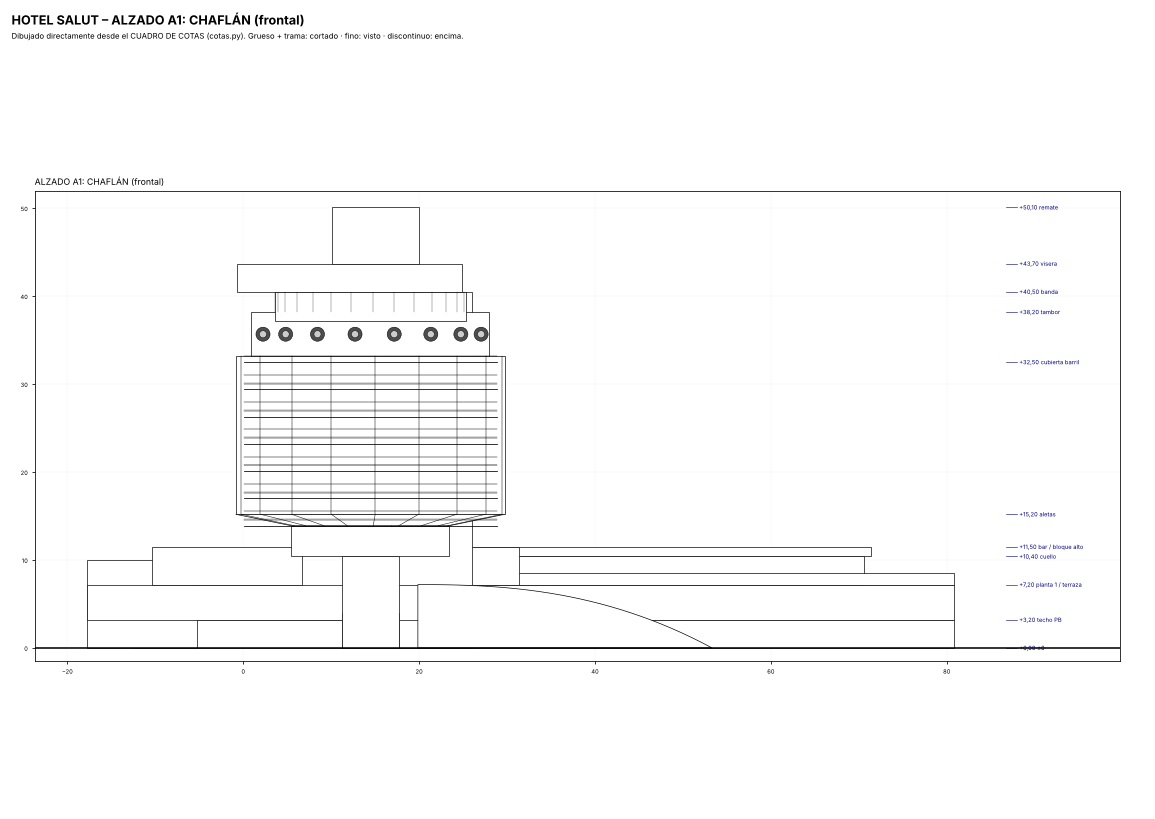 HOTEL SALUT – ALZADO A1: CHAFLÁN (frontal)
Dibujado directamente desde el CUADRO DE COTAS (cotas.py). Grueso + trama: cortado · fino: visto · discontinuo: encima.
ALZADO A1: CHAFLÁN (frontal)
50
+50,10 remate
+43,70 visera
40
+40,50 banda
+38,20 tambor
+32,50 cubierta barril
30
20
+15,20 aletas
+11,50 bar / bloque alto
10
+10,40 cuello
+7,20 planta 1 / terraza
+3,20 techo PB
0
−20
0
20
40
60
80